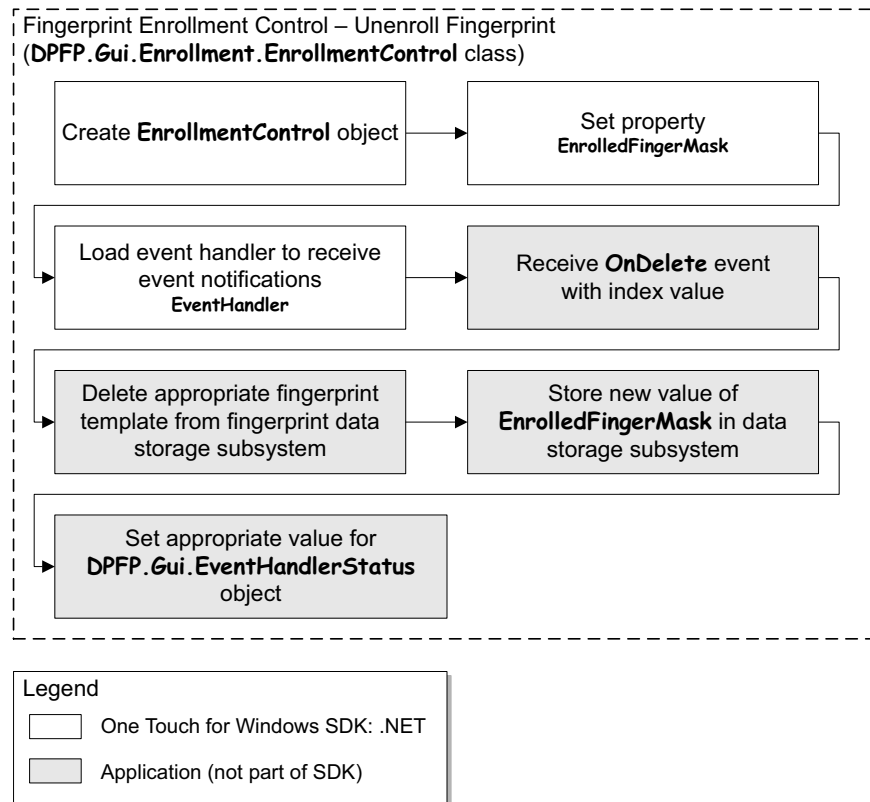 Fingerprint Enrollment Control – Unenroll Fingerprint
(DPFP.Gui.Enrollment.EnrollmentControl class)
Create EnrollmentControl object
Set property
EnrolledFingerMask
Load event handler to receive
event notifications
EventHandler
Receive OnDelete event
with index value
Delete appropriate fingerprint
template from fingerprint data
storage subsystem
Store new value of
EnrolledFingerMask in data
storage subsystem
Set appropriate value for
DPFP.Gui.EventHandlerStatus
object
Legend
One Touch for Windows SDK: .NET
Application (not part of SDK)